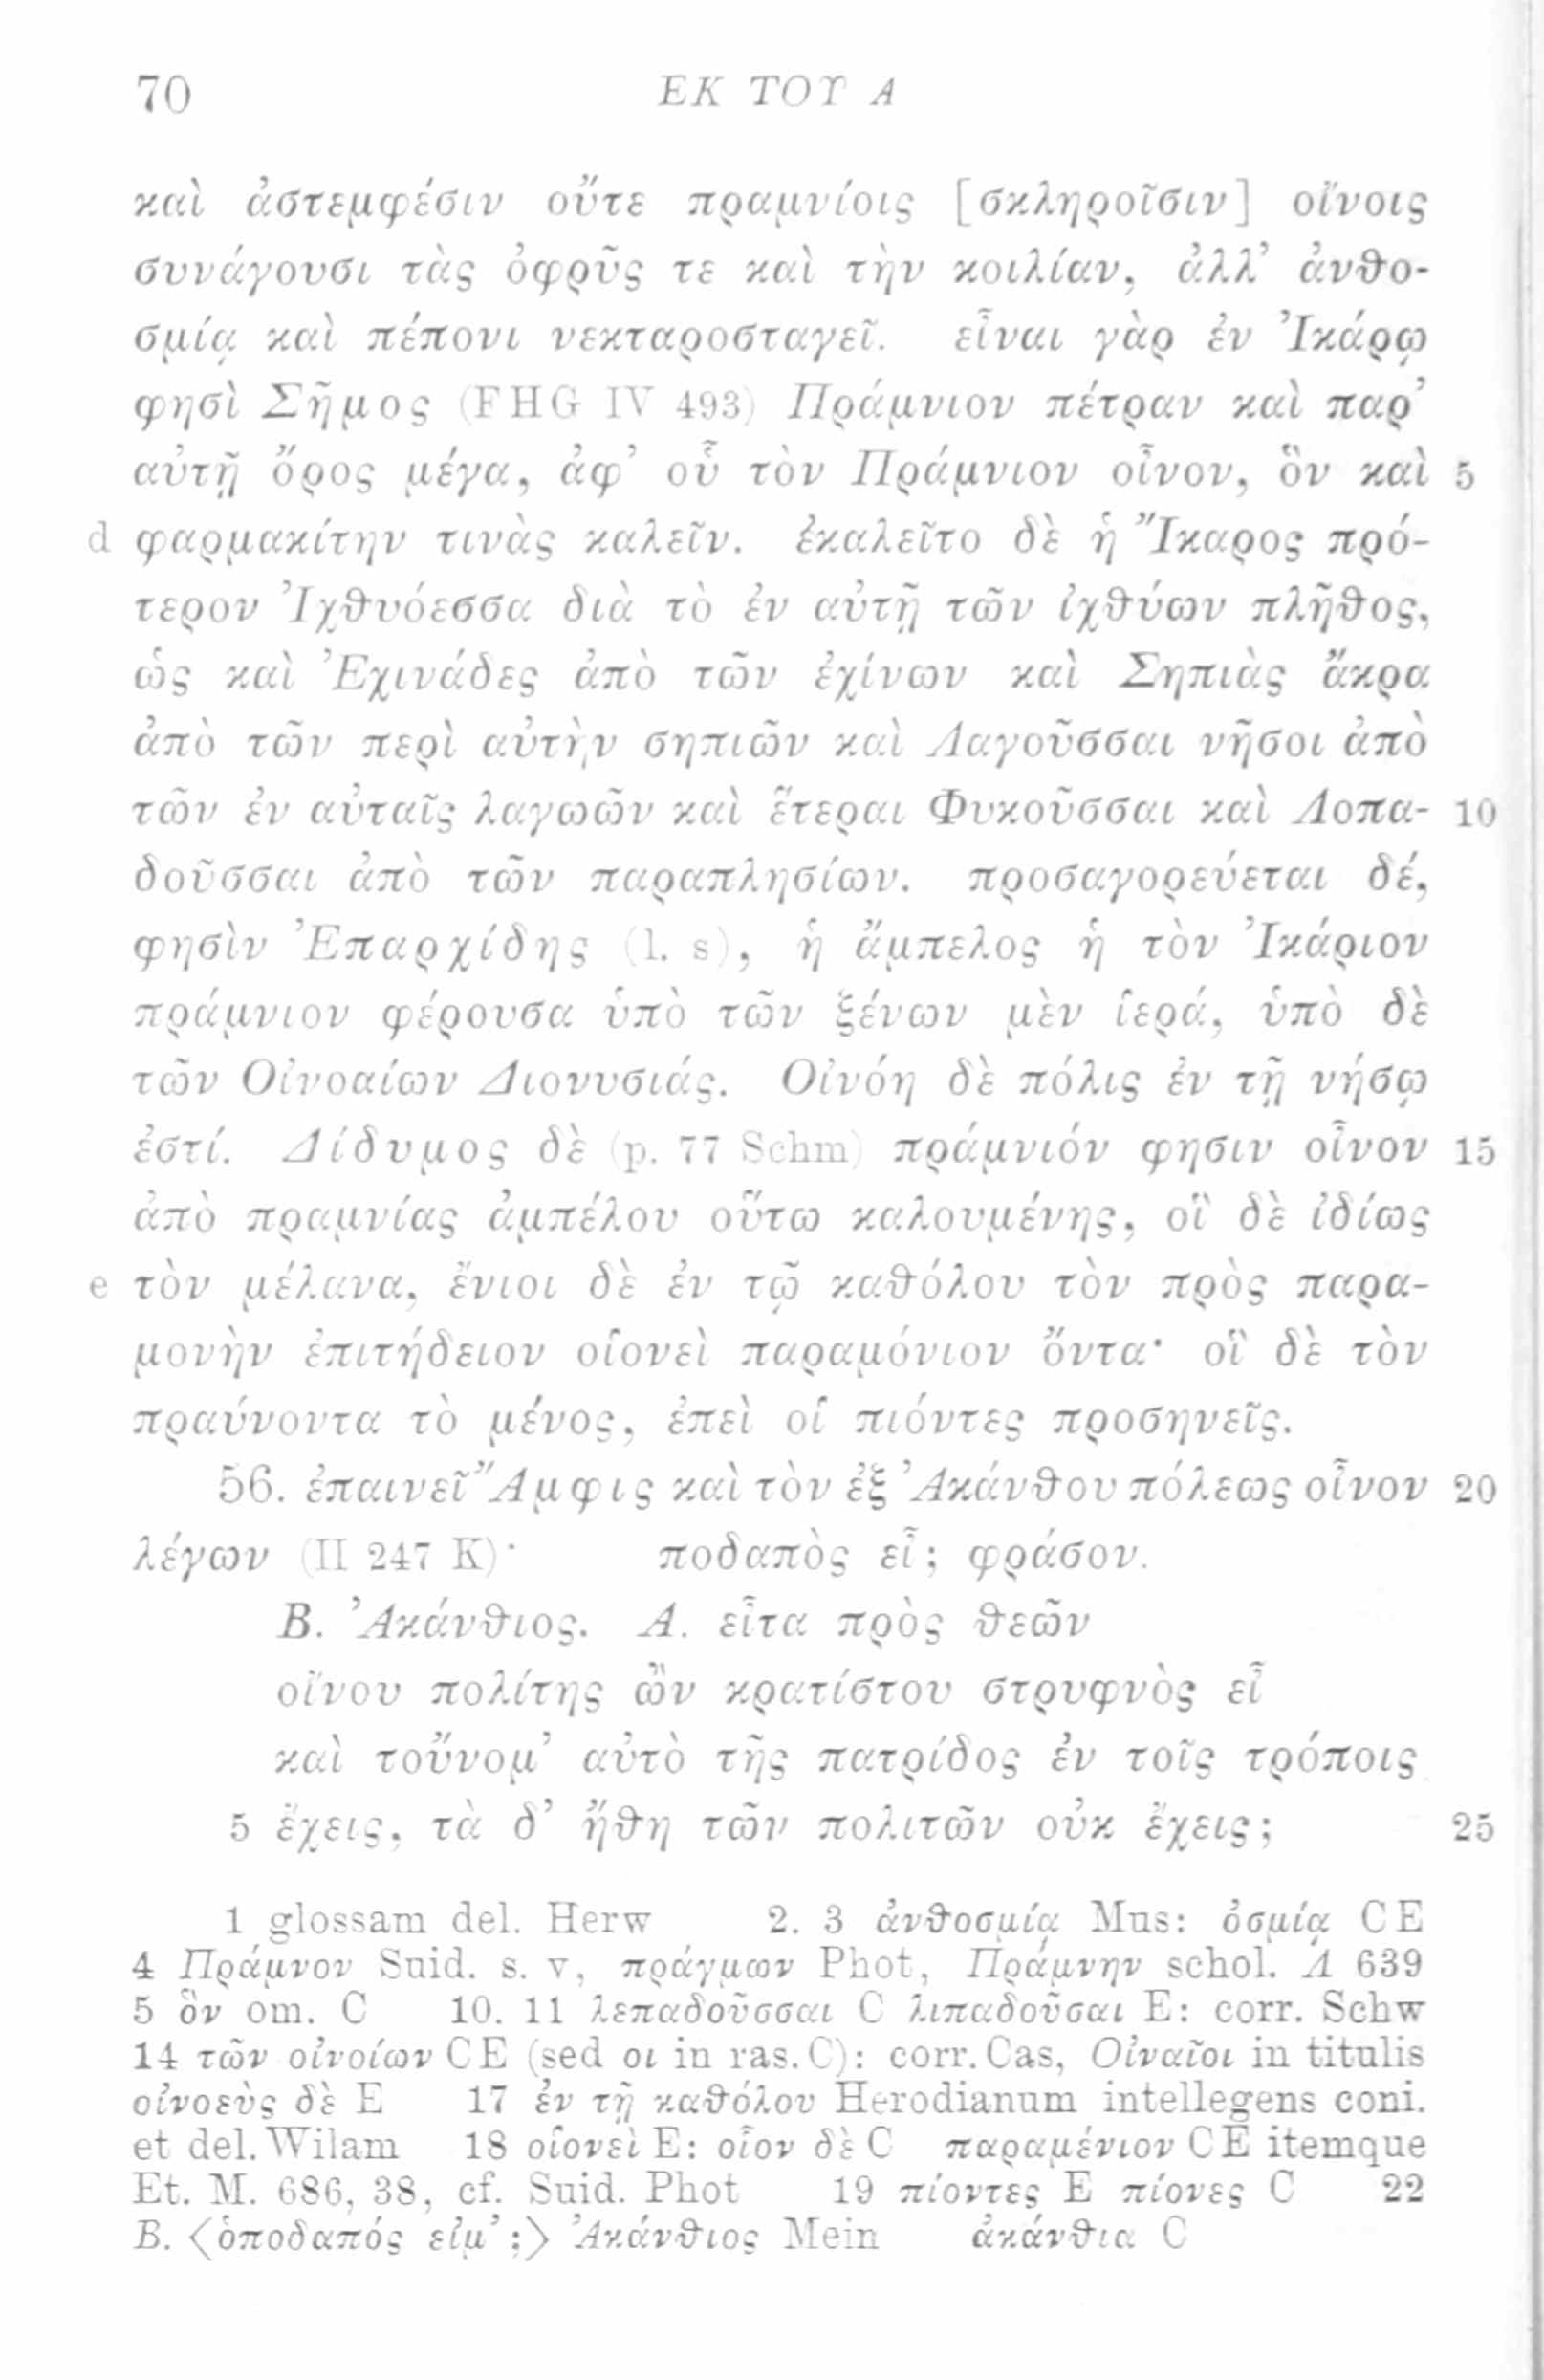 70 ΕΚ ΤΟΥ Α
καὶ ἀστεμφέσιν οὔτε πραμνίοις [σκληροῖσιν] οἴνοις
συνάγουσι τὰς ὀφρῦς τε καὶ τὴν κοιλίαν, ἀλλ’ ἀνθο-
σμίᾳ καὶ πέπονι νεκταροσταγεῖ. εἶναι γὰρ ἐν Ἰκάρῳ
φησὶ Σῆμος (FHG IV 493) Πράμνιον πέτραν καὶ παρ’
αὐτῇ ὄρος μέγα, ἀφ’ οὗ τὸν Πράμνιον οἶνον, ὃν καὶ 5
d φαρμακίτην τινὰς καλεῖν. ἐκαλεῖτο δὲ ἡ Ἴκαρος πρό-
τερον Ἰχθυόεσσα διὰ τὸ ἐν αὐτῇ τῶν ἰχθύων πλῆθος,
ὡς καὶ Ἐχινάδες ἀπὸ τῶν ἐχίνων καὶ Σηπιὰς ἄκρα
ἀπὸ τῶν περὶ αὐτὴν σηπιῶν καὶ Λαγοῦσσαι νῆσοι ἀπὸ
τῶν ἐν αὐταῖς λαγωῶν καὶ ἕτεραι Φυκοῦσσαι καὶ Λοπα- 10
δοῦσσαι ἀπὸ τῶν παραπλησίων. προσαγορεύεται δέ,
φησὶν Ἐπαρχίδης (l. s), ἡ ἄμπελος ἡ τὸν Ἰκάριον
πράμνιον φέρουσα ὑπὸ τῶν ξένων μὲν ἱερά, ὑπὸ δὲ
τῶν Οἰνοαίων Διονυσιάς. Οἰνόη δὲ πόλις ἐν τῇ νήσῳ
ἐστί. Δίδυμος δὲ (p. 77 Schm) πράμνιόν φησιν οἶνον 15
ἀπὸ πραμνίας ἀμπέλου οὕτω καλουμένης, οἳ δὲ ἰδίως
e τὸν μέλανα, ἔνιοι δὲ ἐν τῷ καθόλου τὸν πρὸς παρα-
μονὴν ἐπιτήδειον οἱονεὶ παραμόνιον ὄντα· οἳ δὲ τὸν
πραύνοντα τὸ μένος, ἐπεὶ οἱ πιόντες προσηνεῖς.
56. ἐπαινεῖ Ἄμφις καὶ τὸν ἐξ Ἀκάνθου πόλεως οἶνον 20
λέγων (II 247 K)· ποδαπὸς εἶ; φράσον.
Β. Ἀκάνθιος. Α. εἶτα πρὸς θεῶν
οἴνου πολίτης ὢν κρατίστου στρυφνὸς εἶ
καὶ τοὔνομ’ αὐτὸ τῆς πατρίδος ἐν τοῖς τρόποις
5 ἔχεις, τὰ δ’ ἤθη τῶν πολιτῶν οὐκ ἔχεις; 25
1 glossam del. Herw 2. 3 ἀνθοσμίᾳ Mus: ὀσμίᾳ CE
4 Πράμνον Suid. s. v, πράγμων Phot, Πράμνην schol. Λ 639
5 ὃν om. C 10. 11 λεπαδοῦσσαι C λιπαδοῦσαι E: corr. Schw
14 τῶν οἰνοίων CE (sed οι in ras. C): corr. Cas, Οἰναῖοι in titulis
οἰνοεὺς δὲ E 17 ἐν τῇ καθόλου Herodianum intellegens coni.
et del. Wilam 18 οἱονεὶ E: οἷον δὲ C παραμένιον CE itemque
Et. M. 686, 38, cf. Suid. Phot 19 πίοντες E πίονες C 22
Β. ⟨ὁποδαπός εἰμ’;⟩ Ἀκάνθιος Mein ἀκάνθια C